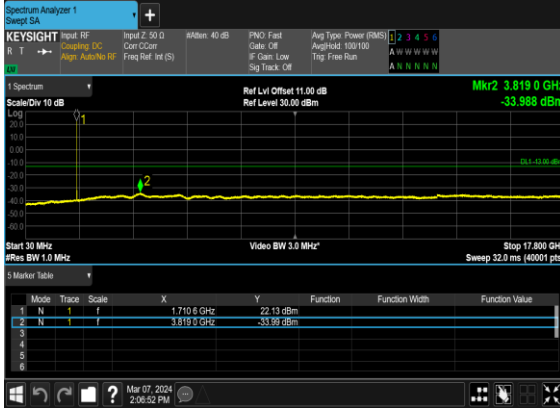 Spectrum Analyzer 1
Swept SA
+
KEYSIGHT Input: RF Input Z: 50 Ω #Atten: 40 dB PNO: Fast Avg Type: Power (RMS) 1 2 3 4 5 6
R T Coupling: DC Corr CCorr Gate: Off Avg|Hold: 100/100 A W W W W W
Align: Auto/No RF Freq Ref: Int (S) IF Gain: Low Trig: Free Run
Sig Track: Off A N N N N N
LXI
1 Spectrum
Ref Lvl Offset 11.00 dB Mkr2 3.819 0 GHz
Scale/Div 10 dB Ref Level 30.00 dBm -33.988 dBm
Log
20.0
1
10.0
0.00
-10.0
DL1 -13.00 dBm
-20.0
2
-30.0
-40.0
-50.0
-60.0
Start 30 MHz Video BW 3.0 MHz* Stop 17.800 GHz
#Res BW 1.0 MHz Sweep 32.0 ms (40001 pts)
5 Marker Table
Mode Trace Scale X Y Function Function Width Function Value
1 N 1 f 1.710 6 GHz 22.13 dBm
2 N 1 f 3.819 0 GHz -33.99 dBm
3
4
5
6
? Mar 07, 2024
2:06:52 PM